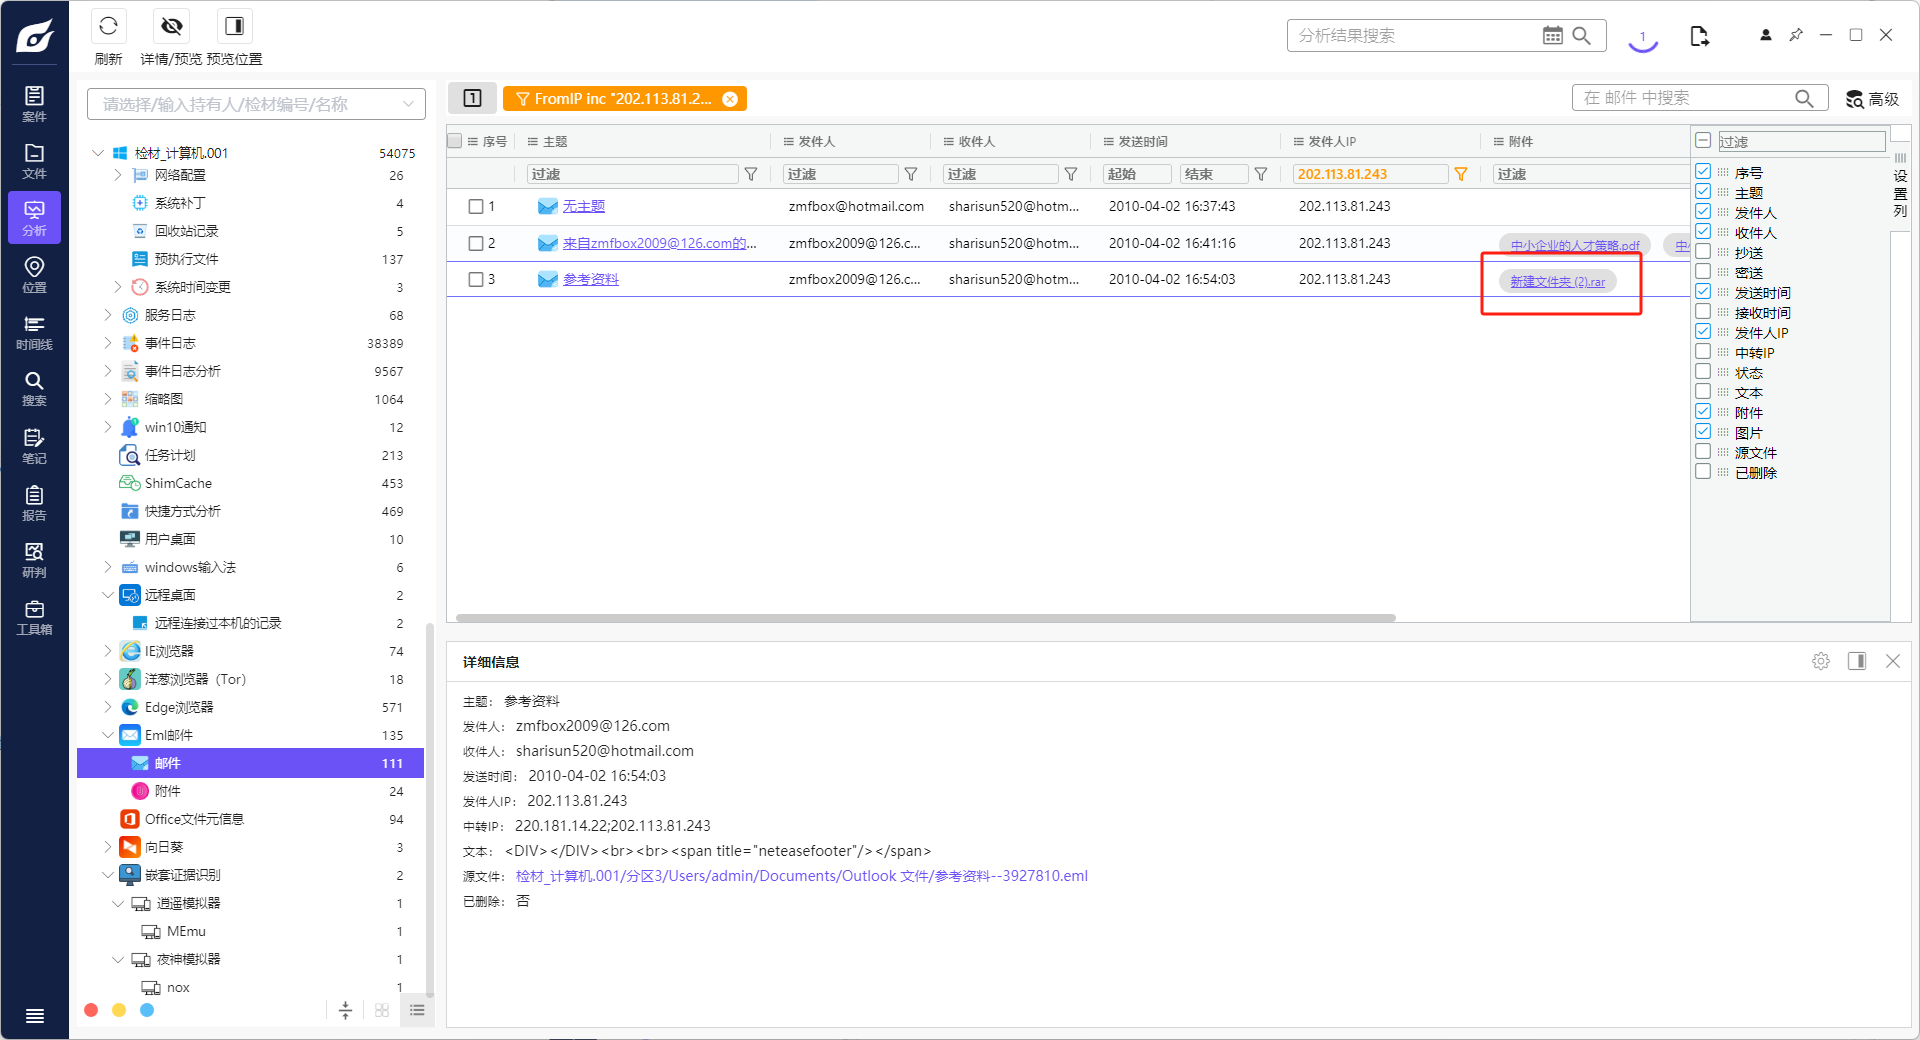 刷新 详情/预览 预览位置
分析结果搜索
1
案件
文件
分析
位置
时间线
搜索
笔记
报告
研判
工具箱
请选择/输入持有人/检材编号/名称
检材_计算机.001 54075
网络配置 26
系统补丁 4
回收站记录 5
预执行文件 137
系统时间变更 3
服务日志 68
事件日志 38389
事件日志分析 9567
缩略图 1064
win10通知 12
任务计划 213
ShimCache 453
快捷方式分析 469
用户桌面 10
windows输入法 6
远程桌面 2
远程连接过本机的记录 2
IE浏览器 74
洋葱浏览器（Tor） 18
Edge浏览器 571
Eml邮件 135
邮件 111
附件 24
Office文件元信息 94
向日葵 3
嵌套证据识别 2
逍遥模拟器 1
MEmu 1
夜神模拟器 1
nox 1
1 FromIP inc "202.113.81.2...
在 邮件 中搜索 高级
序号 主题 发件人 收件人 发送时间 发件人IP 附件
过滤 过滤 过滤 起始 结束 202.113.81.243 过滤
1 无主题 zmfbox@hotmail.com sharisun520@hotm... 2010-04-02 16:37:43 202.113.81.243
2 来自zmfbox2009@126.com的... zmfbox2009@126.c... sharisun520@hotm... 2010-04-02 16:41:16 202.113.81.243 中小企业的人才策略.pdf
3 参考资料 zmfbox2009@126.c... sharisun520@hotm... 2010-04-02 16:54:03 202.113.81.243 新建文件夹 (2).rar
过滤
序号
主题
发件人
收件人
抄送
密送
发送时间
接收时间
发件人IP
中转IP
状态
文本
附件
图片
源文件
已删除
设置列
详细信息
主题： 参考资料
发件人： zmfbox2009@126.com
收件人： sharisun520@hotmail.com
发送时间： 2010-04-02 16:54:03
发件人IP： 202.113.81.243
中转IP： 220.181.14.22;202.113.81.243
文本： <DIV></DIV><br><br><span title="neteasefooter"/></span>
源文件： 检材_计算机.001/分区3/Users/admin/Documents/Outlook 文件/参考资料--3927810.eml
已删除： 否